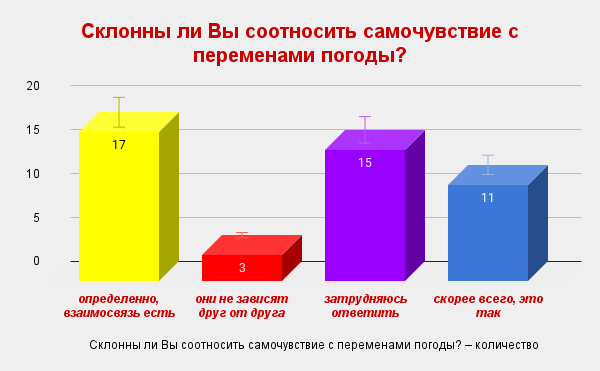 Склонны ли Вы соотносить самочувствие с
переменами погоды?
20
15
10
5
0
17
3
15
11
определенно,
взаимосвязь есть
они не зависят
друг от друга
затрудняюсь
ответить
скорее всего, это
так
Склонны ли Вы соотносить самочувствие с переменами погоды? – количество